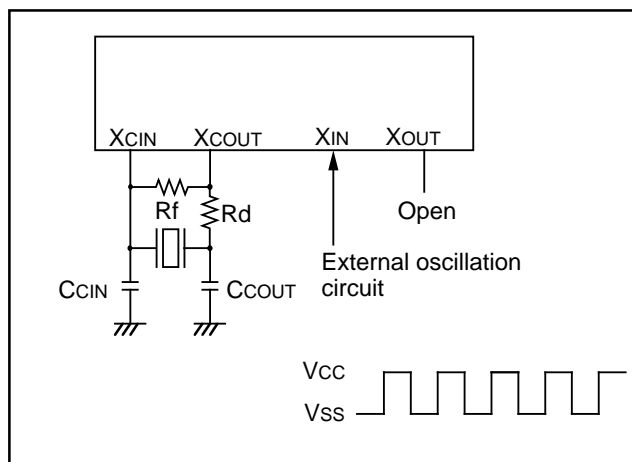 XCIN XCOUT XIN XOUT
Rf Rd
Open
External oscillation
circuit
CCIN CCOUT
VCC
VSS